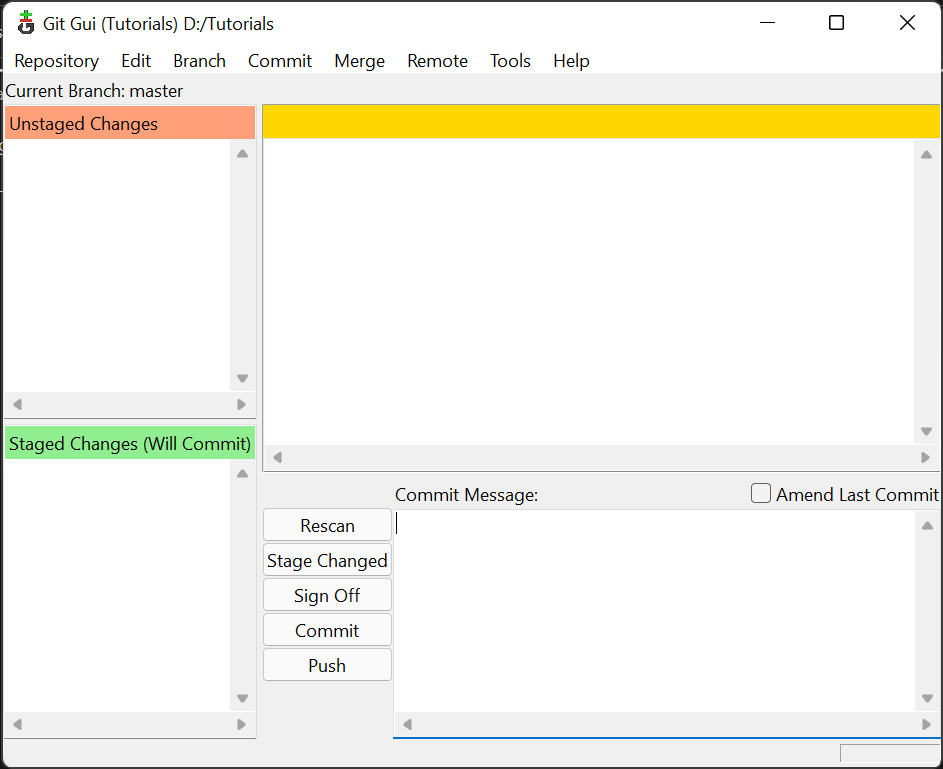 Git Gui (Tutorials) D:/Tutorials
Repository Edit Branch Commit Merge Remote Tools Help
Current Branch: master
Unstaged Changes
Staged Changes (Will Commit)
Commit Message:
Amend Last Commit
Rescan
Stage Changed
Sign Off
Commit
Push